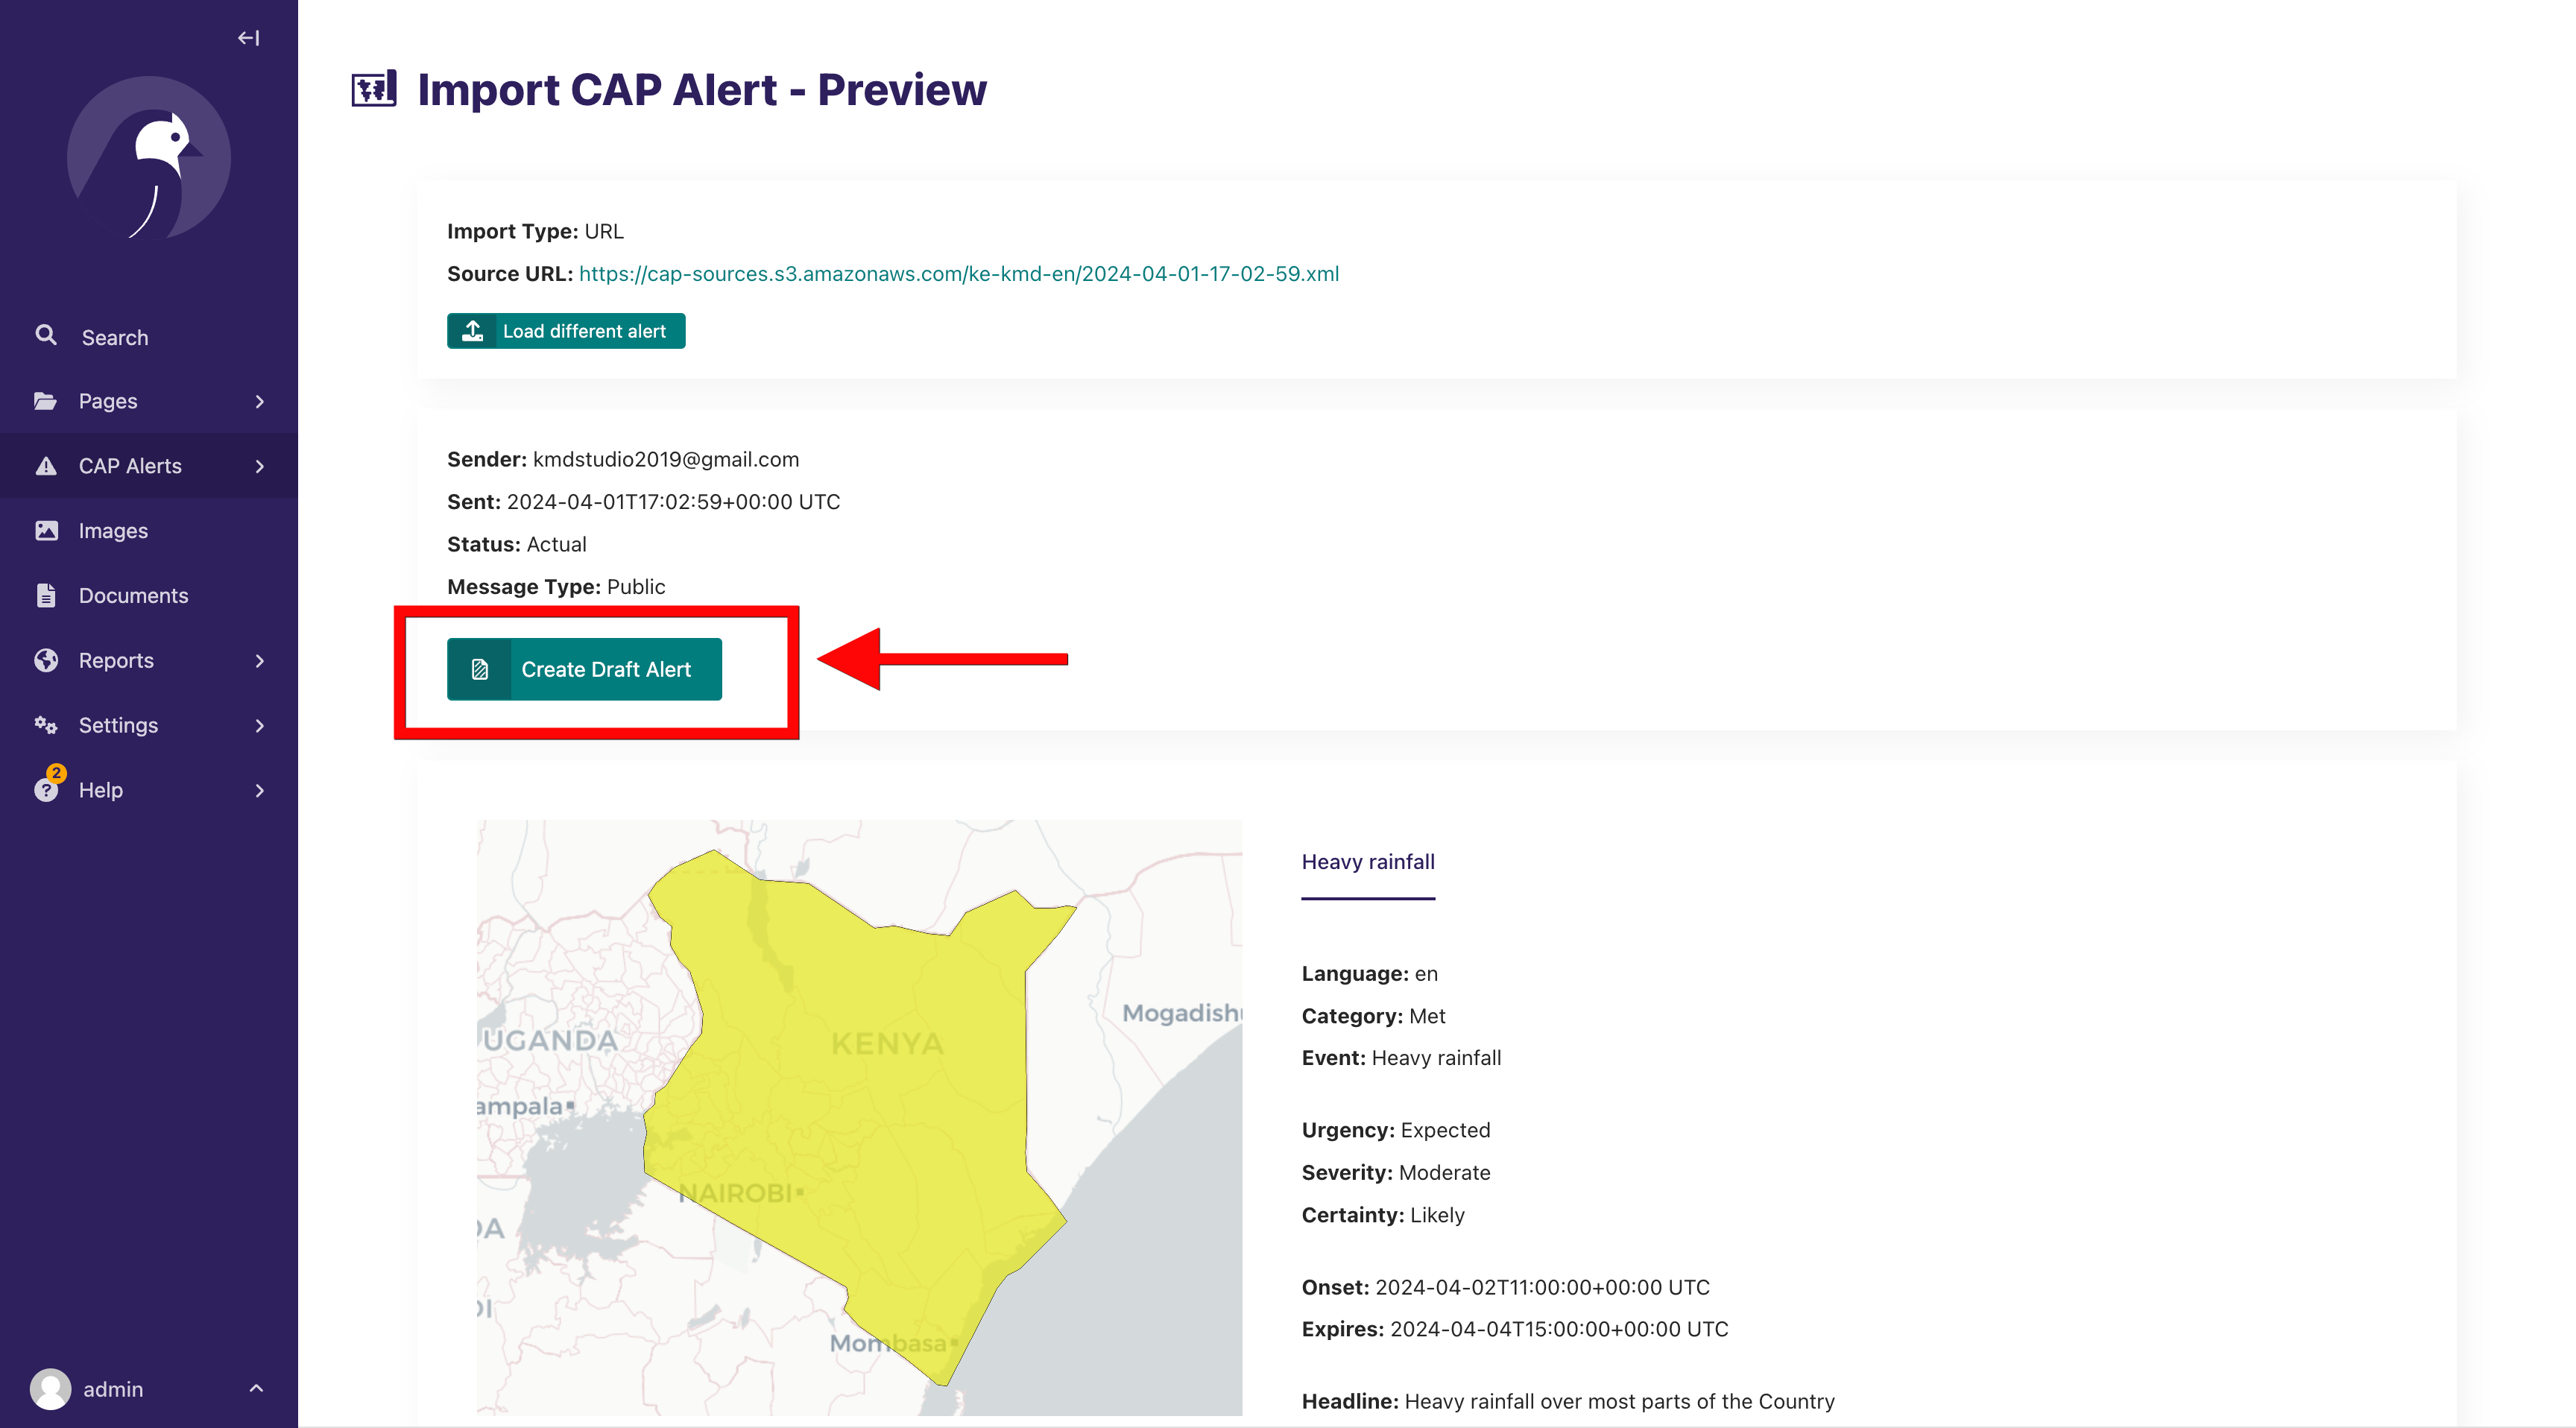 Import CAP Alert - Preview
Import Type: URL
Source URL: https://cap-sources.s3.amazonaws.com/ke-kmd-en/2024-04-01-17-02-59.xml
Load different alert
Search
Pages
CAP Alerts
Images
Documents
Reports
Settings
2
Help
admin
Sender: kmdstudio2019@gmail.com
Sent: 2024-04-01T17:02:59+00:00 UTC
Status: Actual
Message Type: Public
Create Draft Alert
UGANDA
KENYA
Mogadish
ampala
NAIROBI
DA
DI
Mombasa
Heavy rainfall
Language: en
Category: Met
Event: Heavy rainfall
Urgency: Expected
Severity: Moderate
Certainty: Likely
Onset: 2024-04-02T11:00:00+00:00 UTC
Expires: 2024-04-04T15:00:00+00:00 UTC
Headline: Heavy rainfall over most parts of the Country